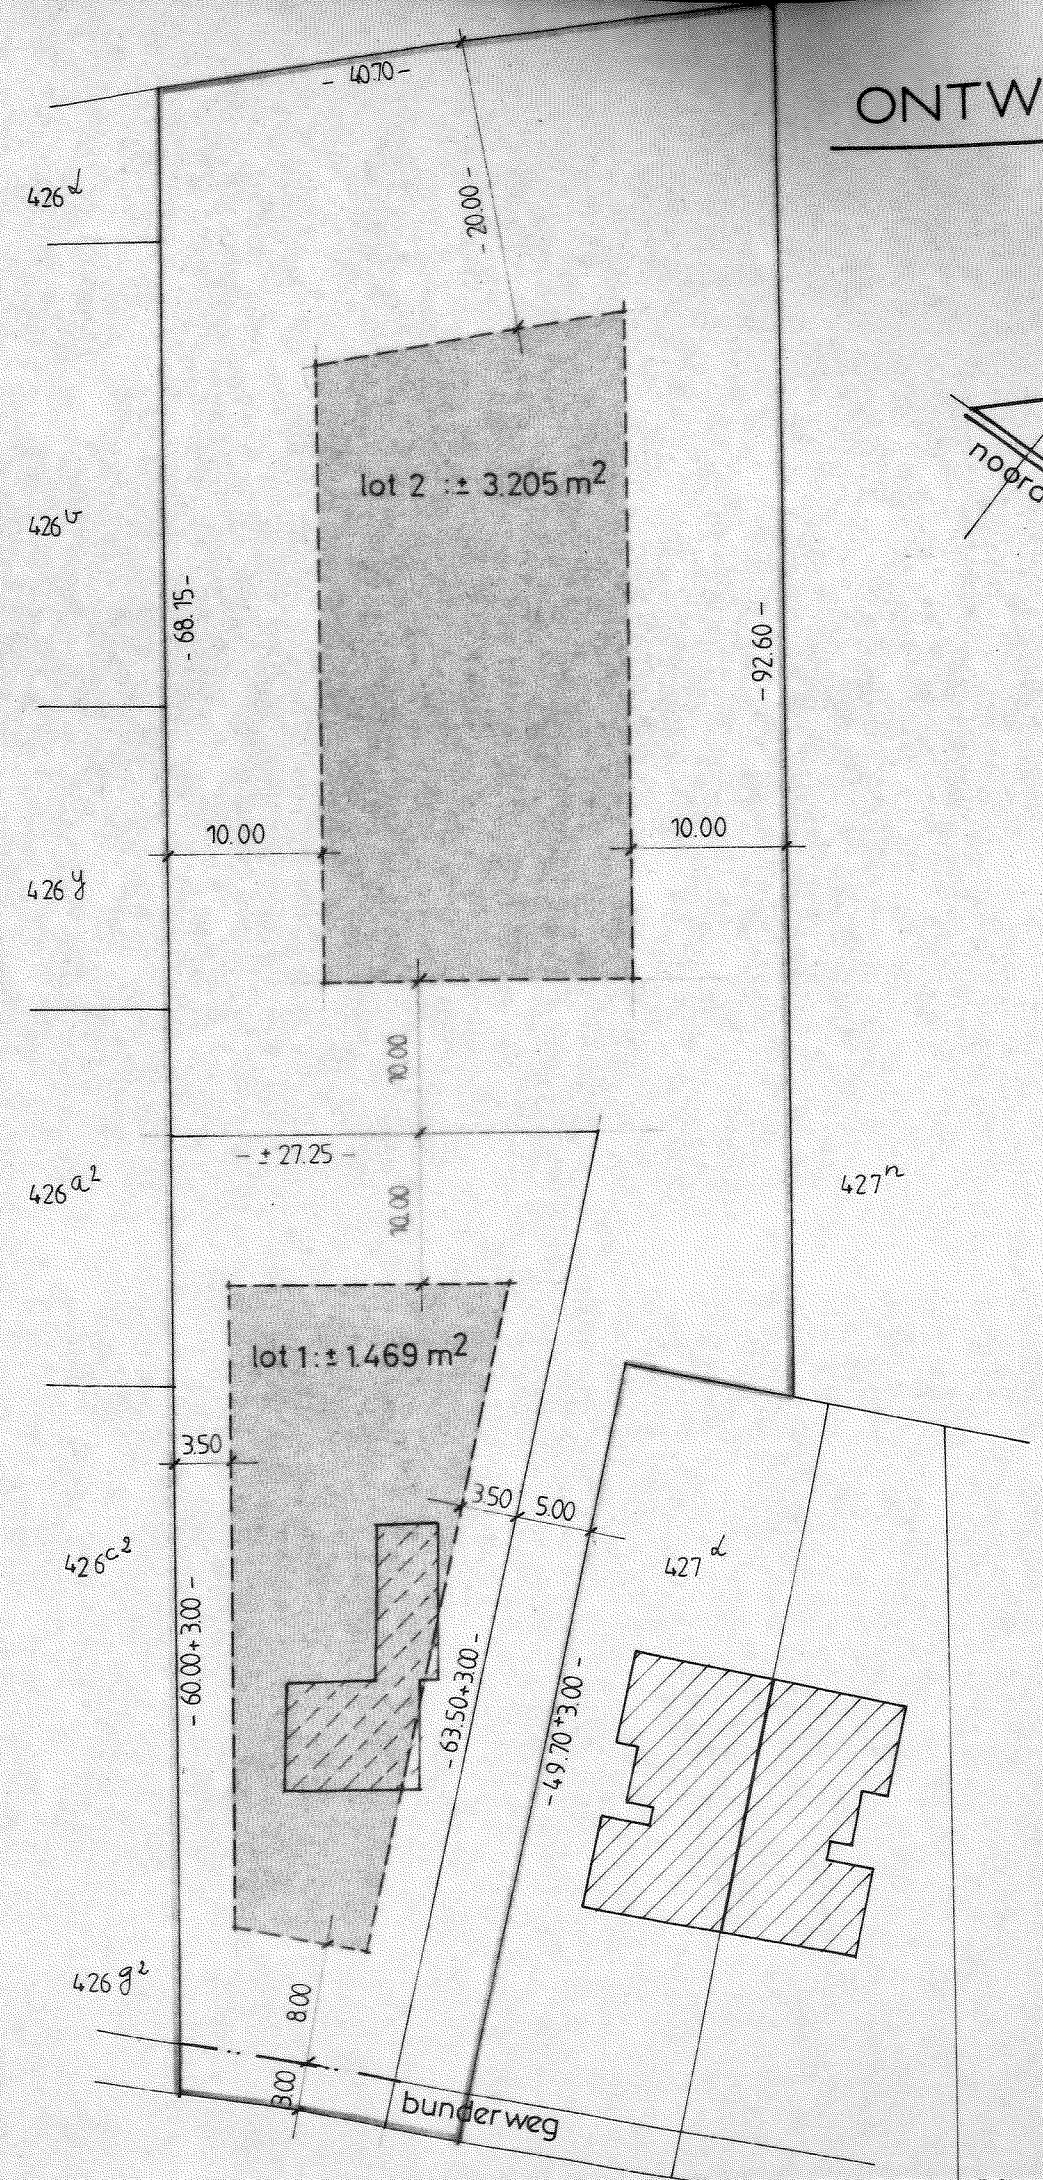 - 40.70 -
ONTW
426 d
- 20.00 -
noord
lot 2 : ± 3.205 m²
426 v
- 68.15 -
- 92.60 -
10.00
10.00
426 y
10.00
- ± 27.25 -
426 a²
10.00
427 n
lot 1 : ± 1.469 m²
3.50
3.50
5.00
426 c²
427 d
- 60.00 + 3.00 -
- 63.50 + 3.00 -
- 49.70 + 3.00 -
426 g²
8.00
3.00
bunderweg